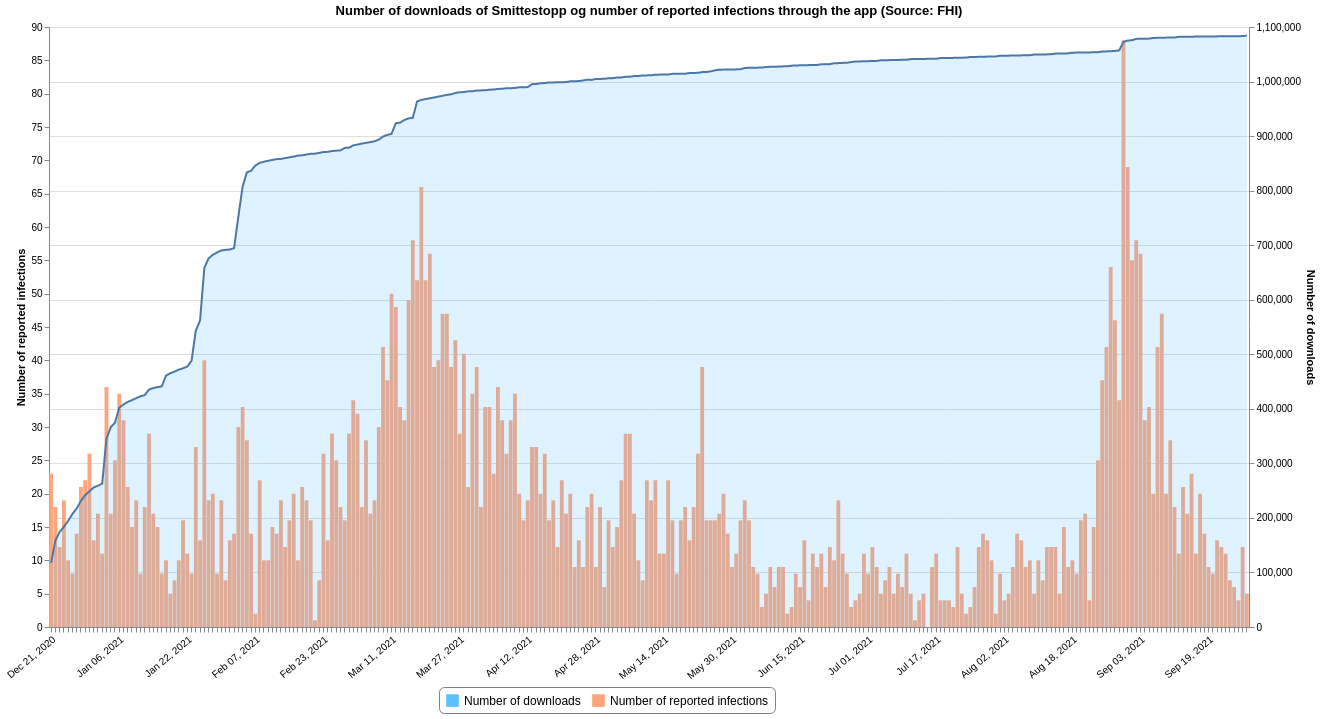 Number of downloads of Smittestopp og number of reported infections through the app (Source: FHI)
Number of reported infections
90
85
80
75
70
65
60
55
50
45
40
35
30
25
20
15
10
5
0
1,100,000
1,000,000
900,000
800,000
700,000
600,000
500,000
400,000
300,000
200,000
100,000
0
Number of downloads
Dec 21, 2020
Jan 06, 2021
Jan 22, 2021
Feb 07, 2021
Feb 23, 2021
Mar 11, 2021
Mar 27, 2021
Apr 12, 2021
Apr 28, 2021
May 14, 2021
May 30, 2021
Jun 15, 2021
Jul 01, 2021
Jul 17, 2021
Aug 02, 2021
Aug 18, 2021
Sep 03, 2021
Sep 19, 2021
Number of downloads
Number of reported infections